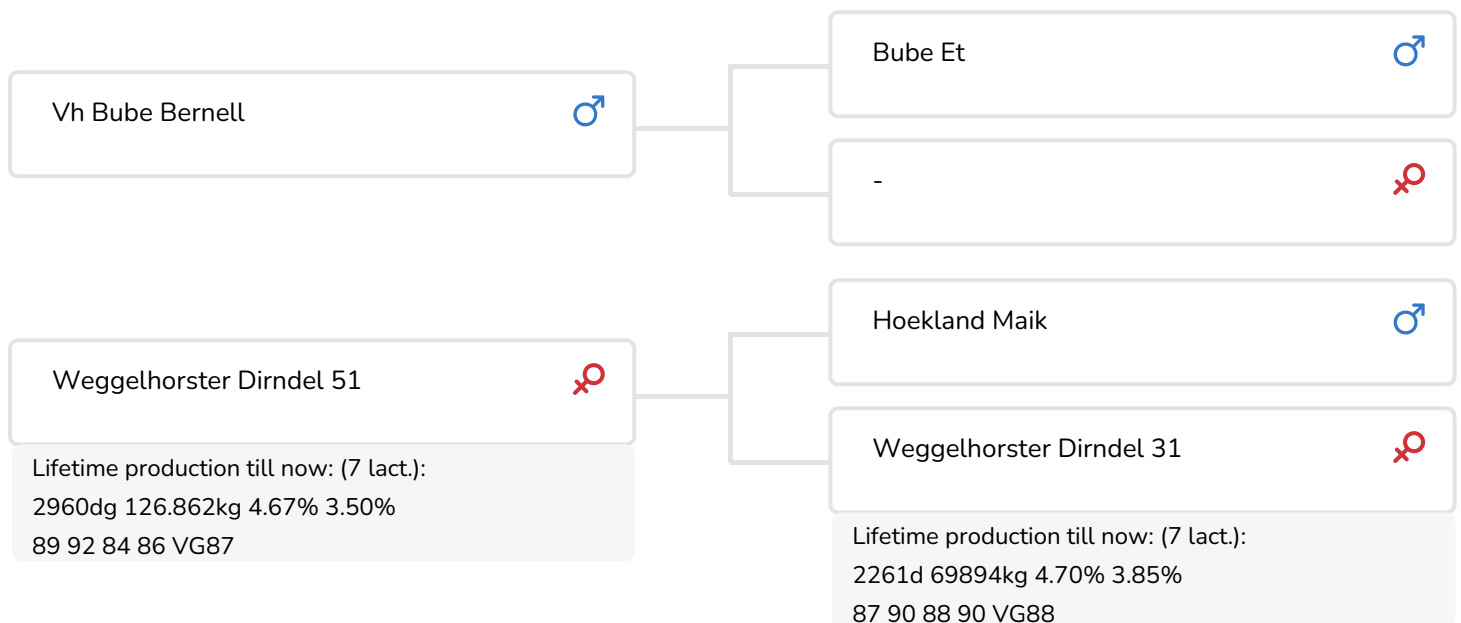 Vh Bube Bernell
Bube Et
-
Weggelhorster Dirndel 51
Lifetime production till now: (7 lact.):
2960dg 126.862kg 4.67% 3.50%
89 92 84 86 VG87
Hoekland Maik
Weggelhorster Dirndel 31
Lifetime production till now: (7 lact.):
2261d 69894kg 4.70% 3.85%
87 90 88 90 VG88